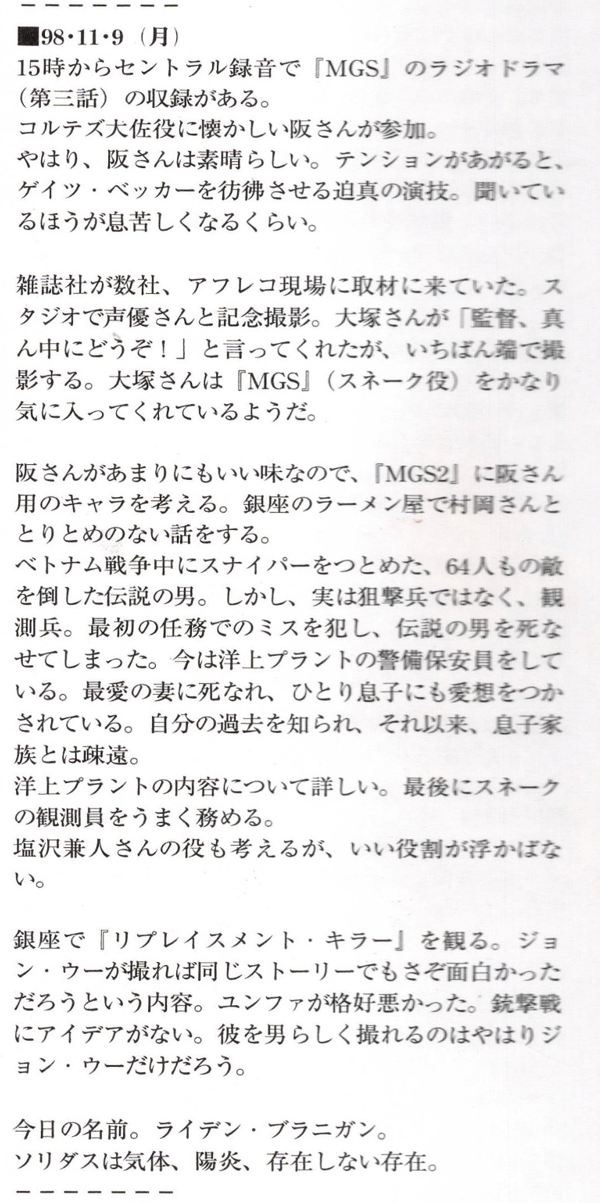 ■98・11・9（月）
15時からセントラル録音で『MGS』のラジオドラマ
（第三話）の収録がある。
コルテズ大佐役に懐かしい阪さんが参加。
やはり、阪さんは素晴らしい。テンションがあがると、
ゲイツ・ベッカーを彷彿させる迫真の演技。聞いてい
るほうが息苦しくなるくらい。
雑誌社が数社、アフレコ現場に取材に来ていた。ス
タジオで声優さんと記念撮影。大塚さんが「監督、真
ん中にどうぞ！」と言ってくれたが、いちばん端で撮
影する。大塚さんは『MGS』（スネーク役）をかなり
気に入ってくれているようだ。
阪さんがあまりにもいい味なので、『MGS2』に阪さん
用のキャラを考える。銀座のラーメン屋で村岡さんと
とりとめのない話をする。
ベトナム戦争中にスナイパーをつとめた、64人もの敵
を倒した伝説の男。しかし、実は狙撃兵ではなく、観
測兵。最初の任務でのミスを犯し、伝説の男を死な
せてしまった。今は洋上プラントの警備保安員をして
いる。最愛の妻に死なれ、ひとり息子にも愛想をつか
されている。自分の過去を知られ、それ以来、息子家
族とは疎遠。
洋上プラントの内容について詳しい。最後にスネーク
の観測員をうまく務める。
塩沢兼人さんの役も考えるが、いい役割が浮かばな
い。
銀座で『リプレイスメント・キラー』を観る。ジョ
ン・ウーが撮れば同じストーリーでもさぞ面白かった
だろうという内容。ユンファが格好悪かった。銃撃戦
にアイデアがない。彼を男らしく撮れるのはやはりジ
ョン・ウーだけだろう。
今日の名前。ライデン・ブラニガン。
ソリダスは気体、陽炎、存在しない存在。